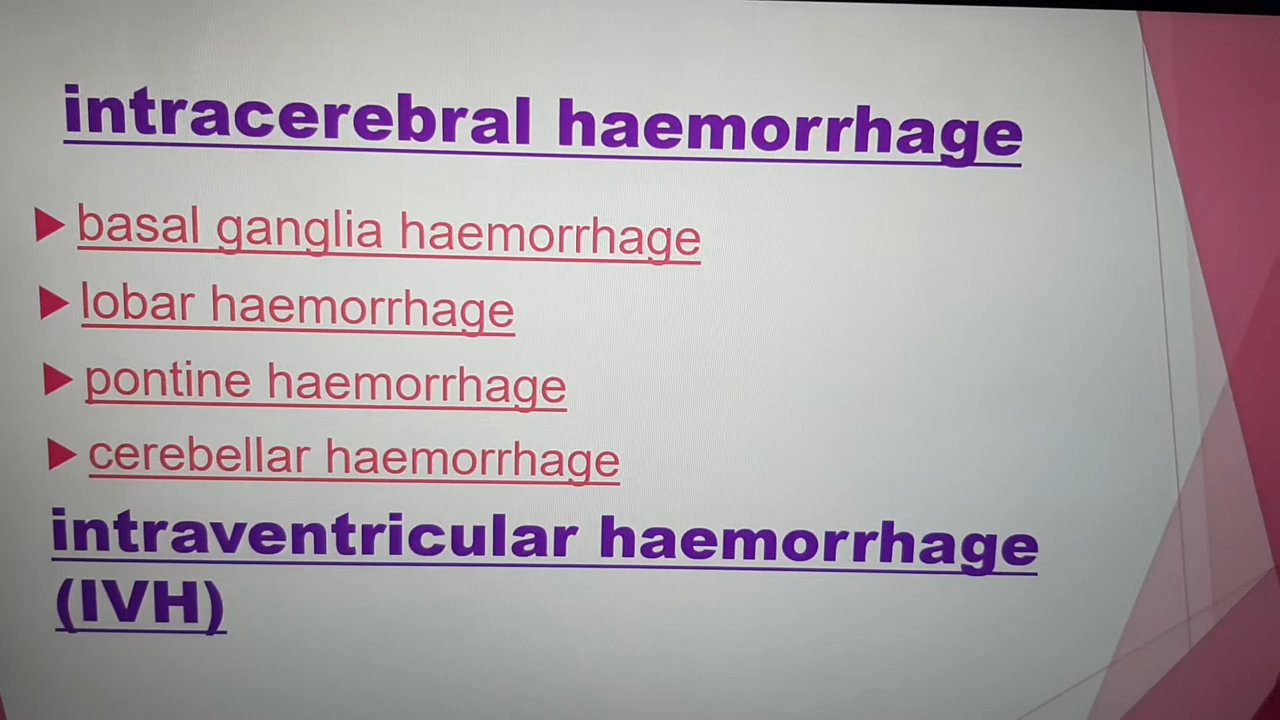 intracerebral haemorrhage
basal ganglia haemorrhage
lobar haemorrhage
pontine haemorrhage
cerebellar haemorrhage
intraventricular haemorrhage
(IVH)